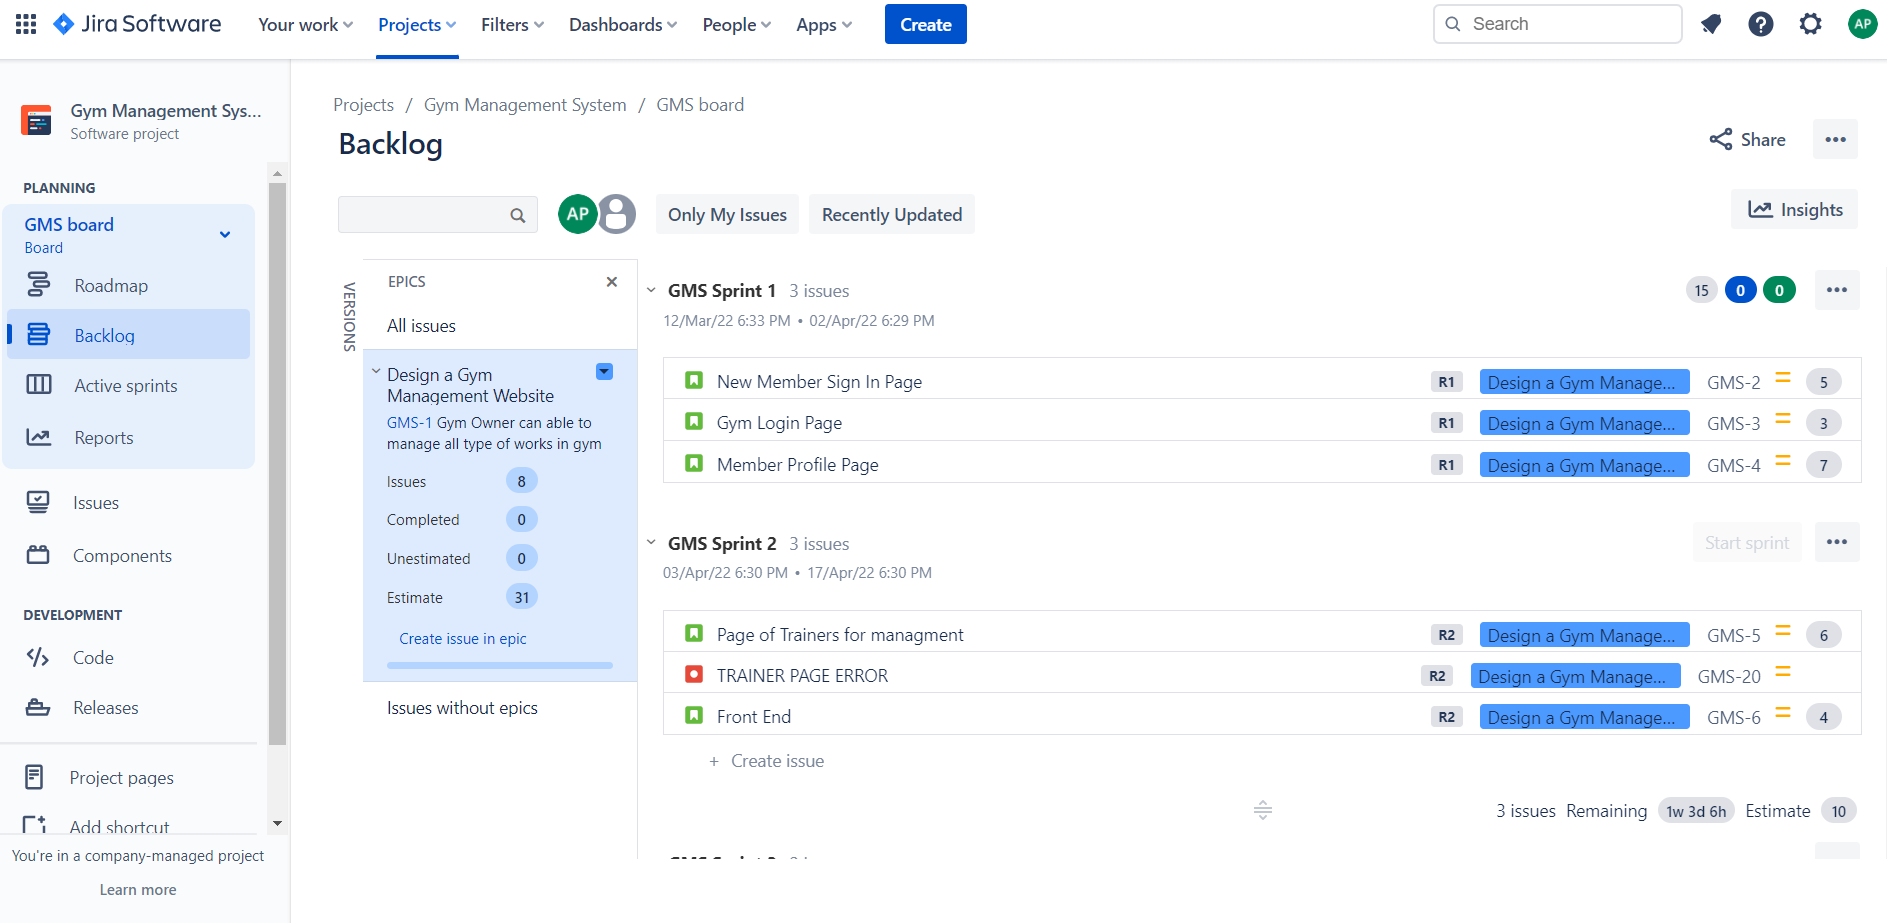 Jira Software
Your work
Projects
Filters
Dashboards
People
Apps
Create
Search
AP
Gym Management Sys...
Software project
PLANNING
GMS board
Board
Roadmap
Backlog
Active sprints
Reports
Issues
Components
DEVELOPMENT
Code
Releases
Project pages
Add shortcut
You're in a company-managed project
Learn more
Projects / Gym Management System / GMS board
Backlog
Share
AP
Only My Issues
Recently Updated
Insights
VERSIONS
EPICS
All issues
Design a Gym
Management Website
GMS-1 Gym Owner can able to
manage all type of works in gym
Issues 8
Completed 0
Unestimated 0
Estimate 31
Create issue in epic
Issues without epics
GMS Sprint 1 3 issues 15 0 0
12/Mar/22 6:33 PM • 02/Apr/22 6:29 PM
New Member Sign In Page R1 Design a Gym Manage... GMS-2 5
Gym Login Page R1 Design a Gym Manage... GMS-3 3
Member Profile Page R1 Design a Gym Manage... GMS-4 7
GMS Sprint 2 3 issues Start sprint
03/Apr/22 6:30 PM • 17/Apr/22 6:30 PM
Page of Trainers for managment R2 Design a Gym Manage... GMS-5 6
TRAINER PAGE ERROR R2 Design a Gym Manage... GMS-20
Front End R2 Design a Gym Manage... GMS-6 4
+ Create issue
3 issues Remaining 1w 3d 6h Estimate 10